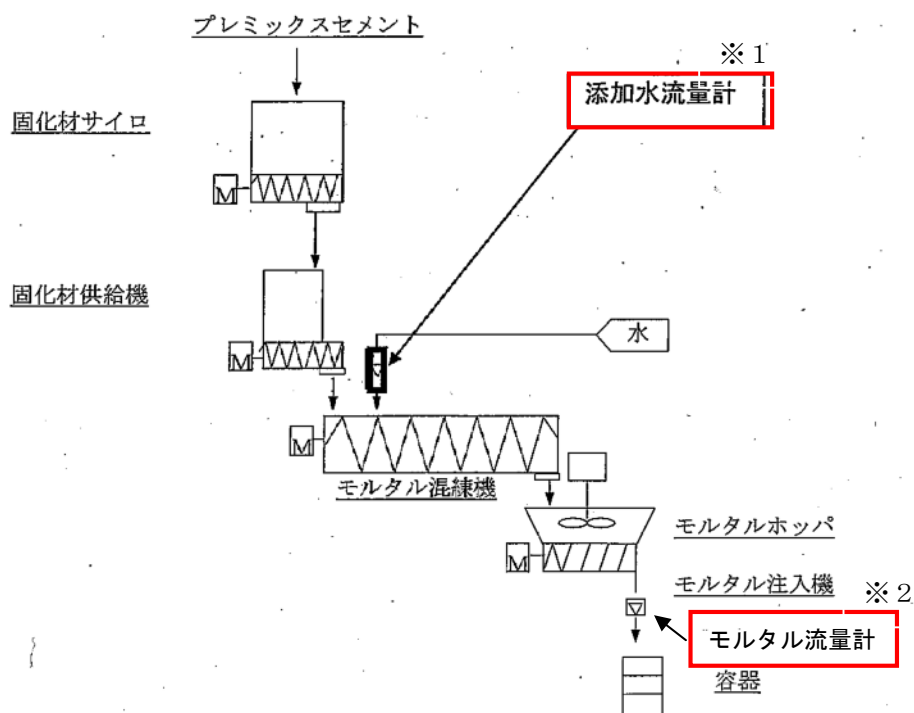 プレミックスセメント
※1
添加水流量計
固化材サイロ
M
固化材供給機
水
M
M
モルタル混練機
モルタルホッパ
M
モルタル注入機
※2
モルタル流量計
容器